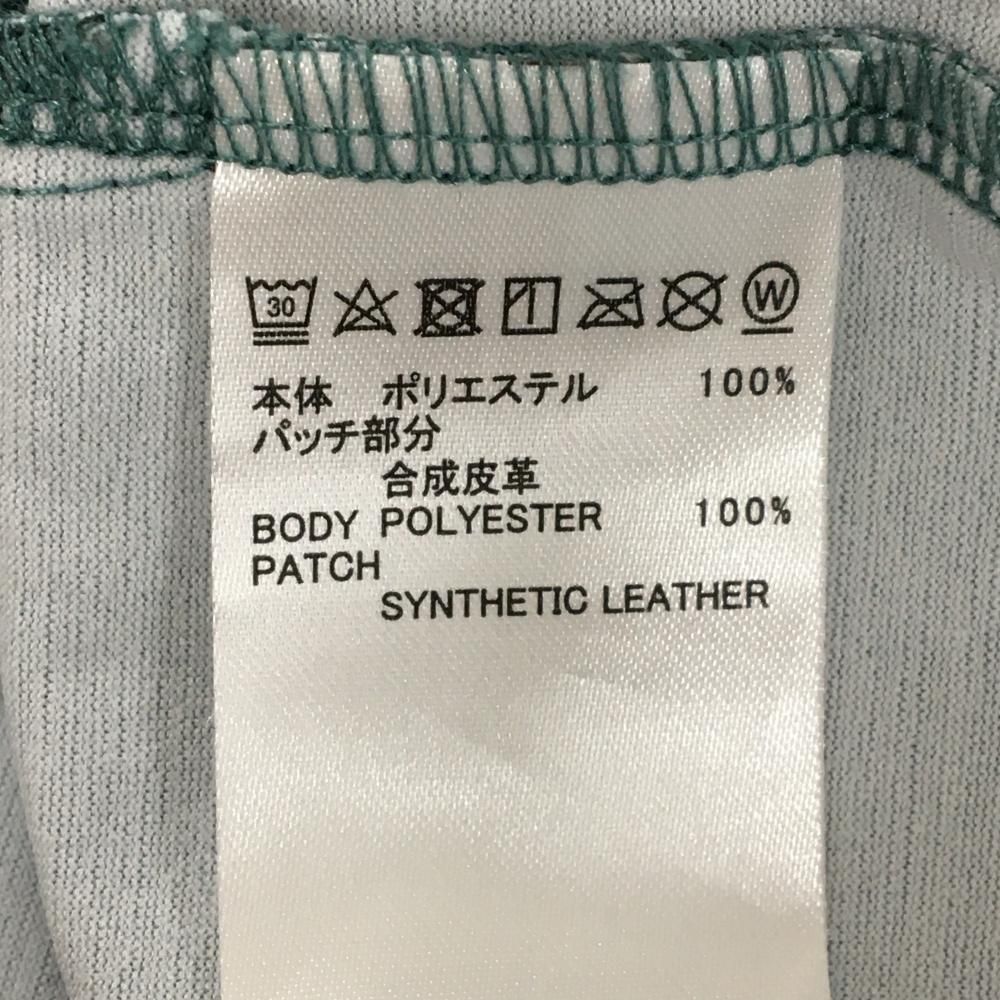 30 W
本体 ポリエステル 100%
パッチ部分
合成皮革
BODY POLYESTER 100%
PATCH
SYNTHETIC LEATHER